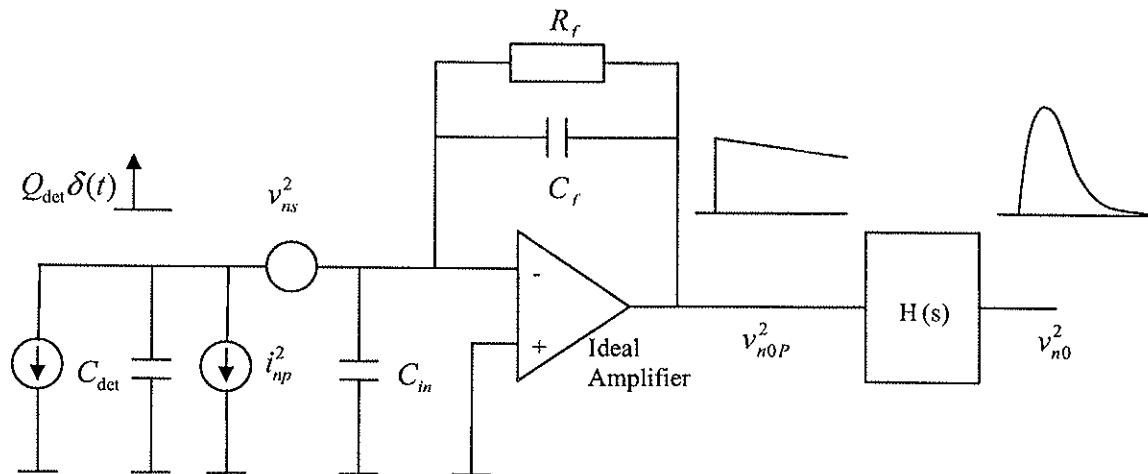 R_f
C_f
Q_det δ(t)
v_ns^2
C_det
i_np^2
C_in
-
+
Ideal
Amplifier
v_n0P^2
H(s)
v_n0^2